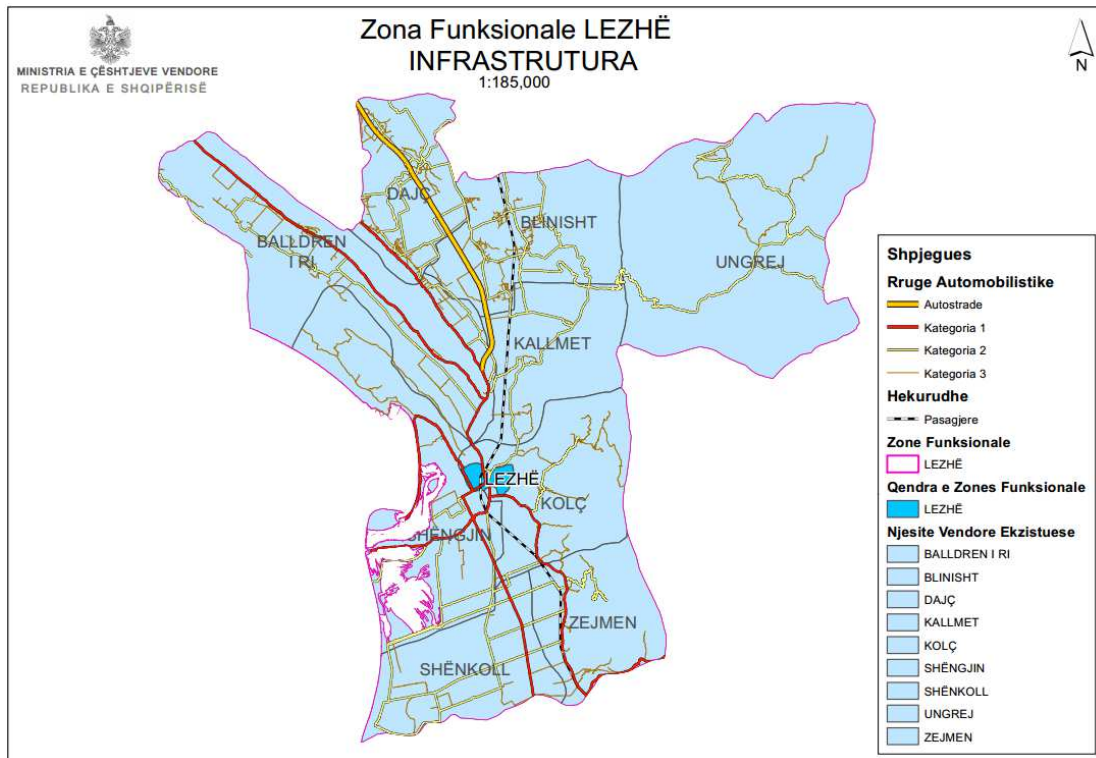 MINISTRIA E ÇËSHTJEVE VENDORE
REPUBLIKA E SHQIPËRISË
Zona Funksionale LEZHË
INFRASTRUTURA
1:185,000
N
DAJÇ
BLINISHT
BALLDREN
I RI
UNGREJ
KALLMET
LEZHË
KOLÇ
SHËNGJIN
ZEJMEN
SHËNKOLL
Shpjegues
Rruge Automobilistike
Autostrade
Kategoria 1
Kategoria 2
Kategoria 3
Hekurudhe
Pasagjere
Zone Funksionale
LEZHË
Qendra e Zones Funksionale
LEZHË
Njesite Vendore Ekzistuese
BALLDREN I RI
BLINISHT
DAJÇ
KALLMET
KOLÇ
SHËNGJIN
SHËNKOLL
UNGREJ
ZEJMEN